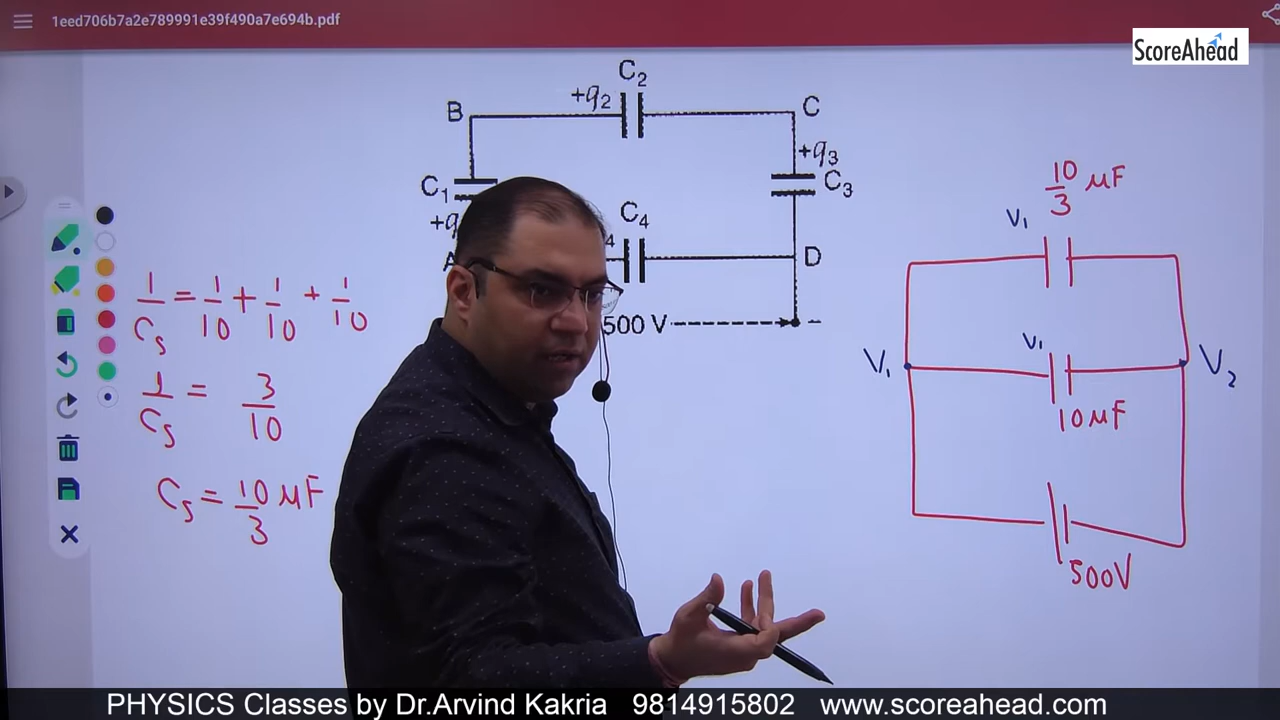 1eed706b7a2e789991e39f490a7e694b.pdf
ScoreAhead
C2
+q2
B
C
+q3
C1
C3
+q
C4
4
A
D
500 V
–
1/Cs = 1/10 + 1/10 + 1/10
1/Cs = 3/10
Cs = 10/3 μF
10/3 μF
V1
V1
V1
V2
10μF
500V
PHYSICS Classes by Dr.Arvind Kakria 9814915802 www.scoreahead.com